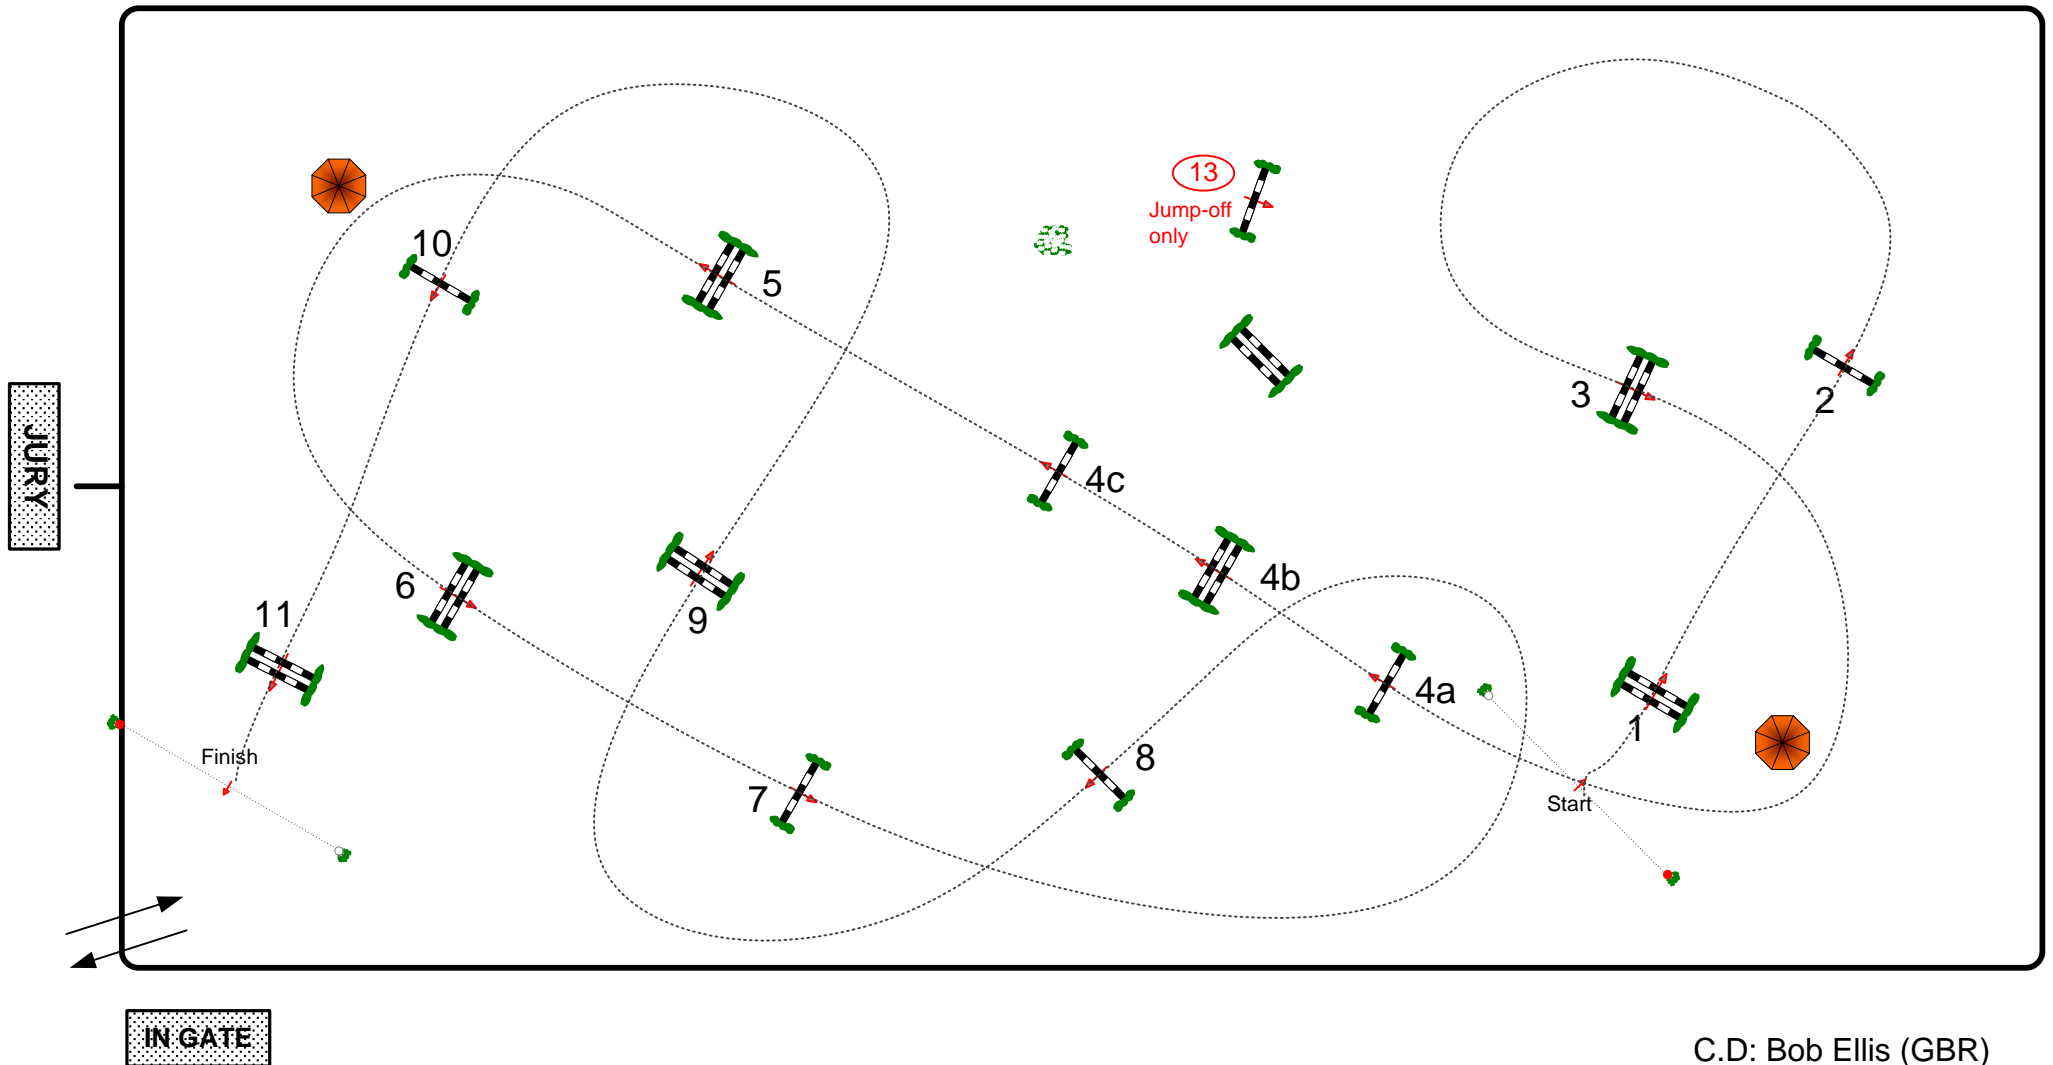 10
13
Jump-off
only
5
3
2
JURY
4c
4b
6
11
9
4a
1
8
7
Finish
Start
IN GATE
C.D: Bob Ellis (GBR)